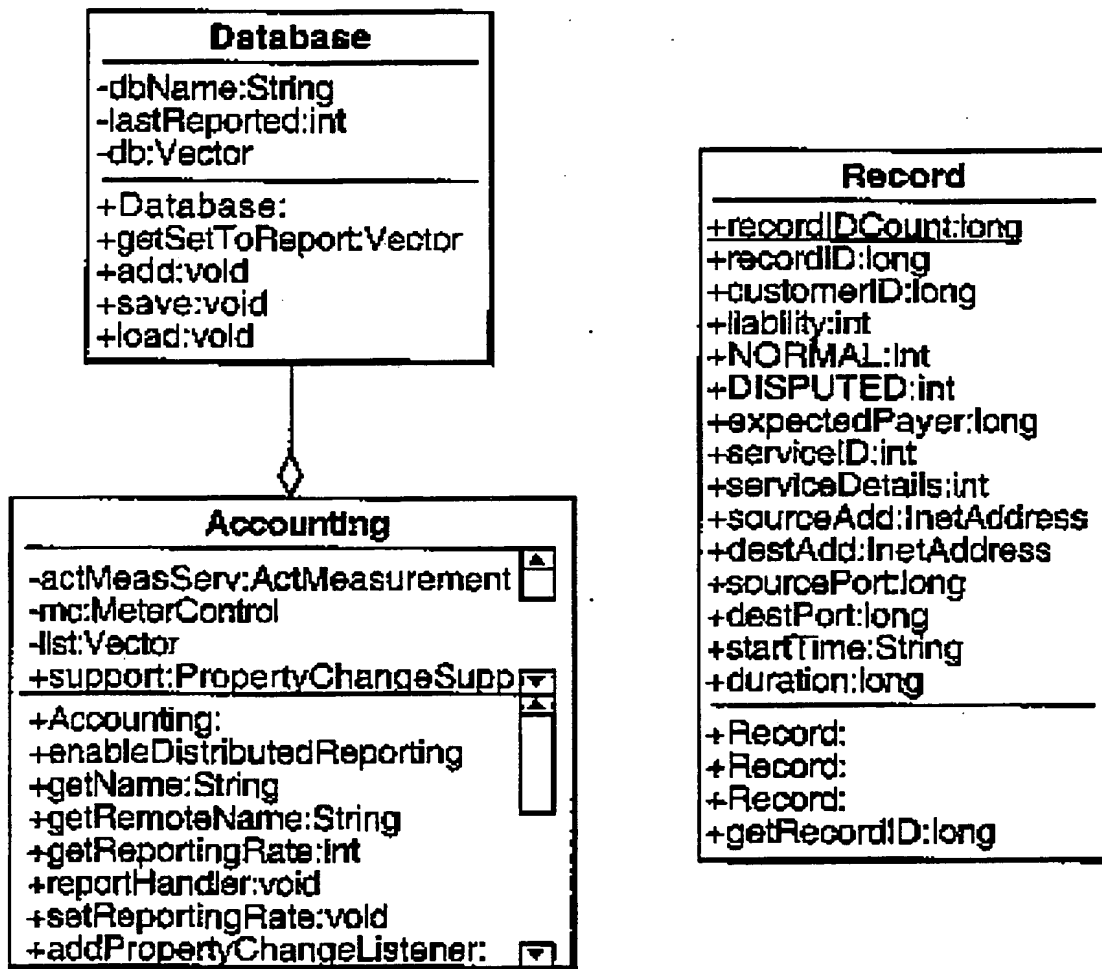 Database
-dbName:String
-lastReported:int
-db:Vector
+Database:
+getSetToReport:Vector
+add:void
+save:void
+load:void
Accounting
-actMeasServ:ActMeasurement
-mc:MeterControl
-list:Vector
+support:PropertyChangeSupp
+Accounting:
+enableDistributedReporting
+getName:String
+getRemoteName:String
+getReportingRate:int
+reportHandler:void
+setReportingRate:void
+addPropertyChangeListener:
Record
+recordIDCount:long
+recordID:long
+customerID:long
+liability:int
+NORMAL:int
+DISPUTED:int
+expectedPayer:long
+serviceID:int
+serviceDetails:int
+sourceAdd:InetAddress
+destAdd:InetAddress
+sourcePort:long
+destPort:long
+startTime:String
+duration:long
+Record:
+Record:
+Record:
+getRecordID:long